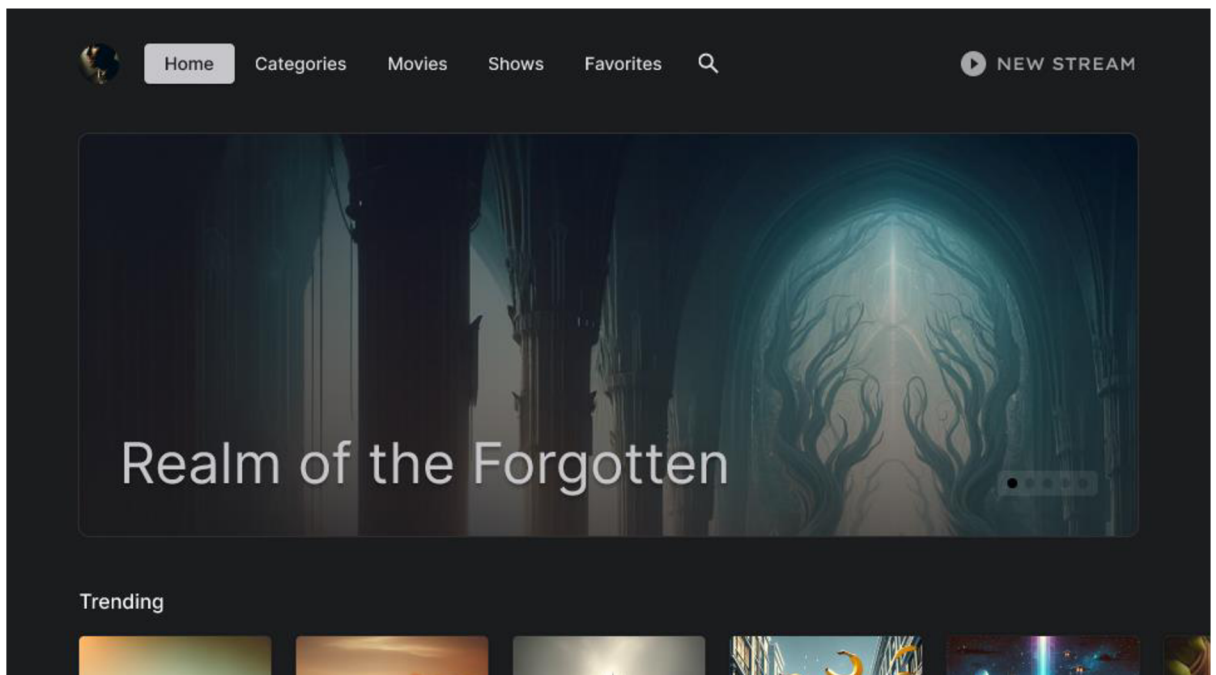 Home Categories Movies Shows Favorites NEW STREAM
Realm of the Forgotten
Trending